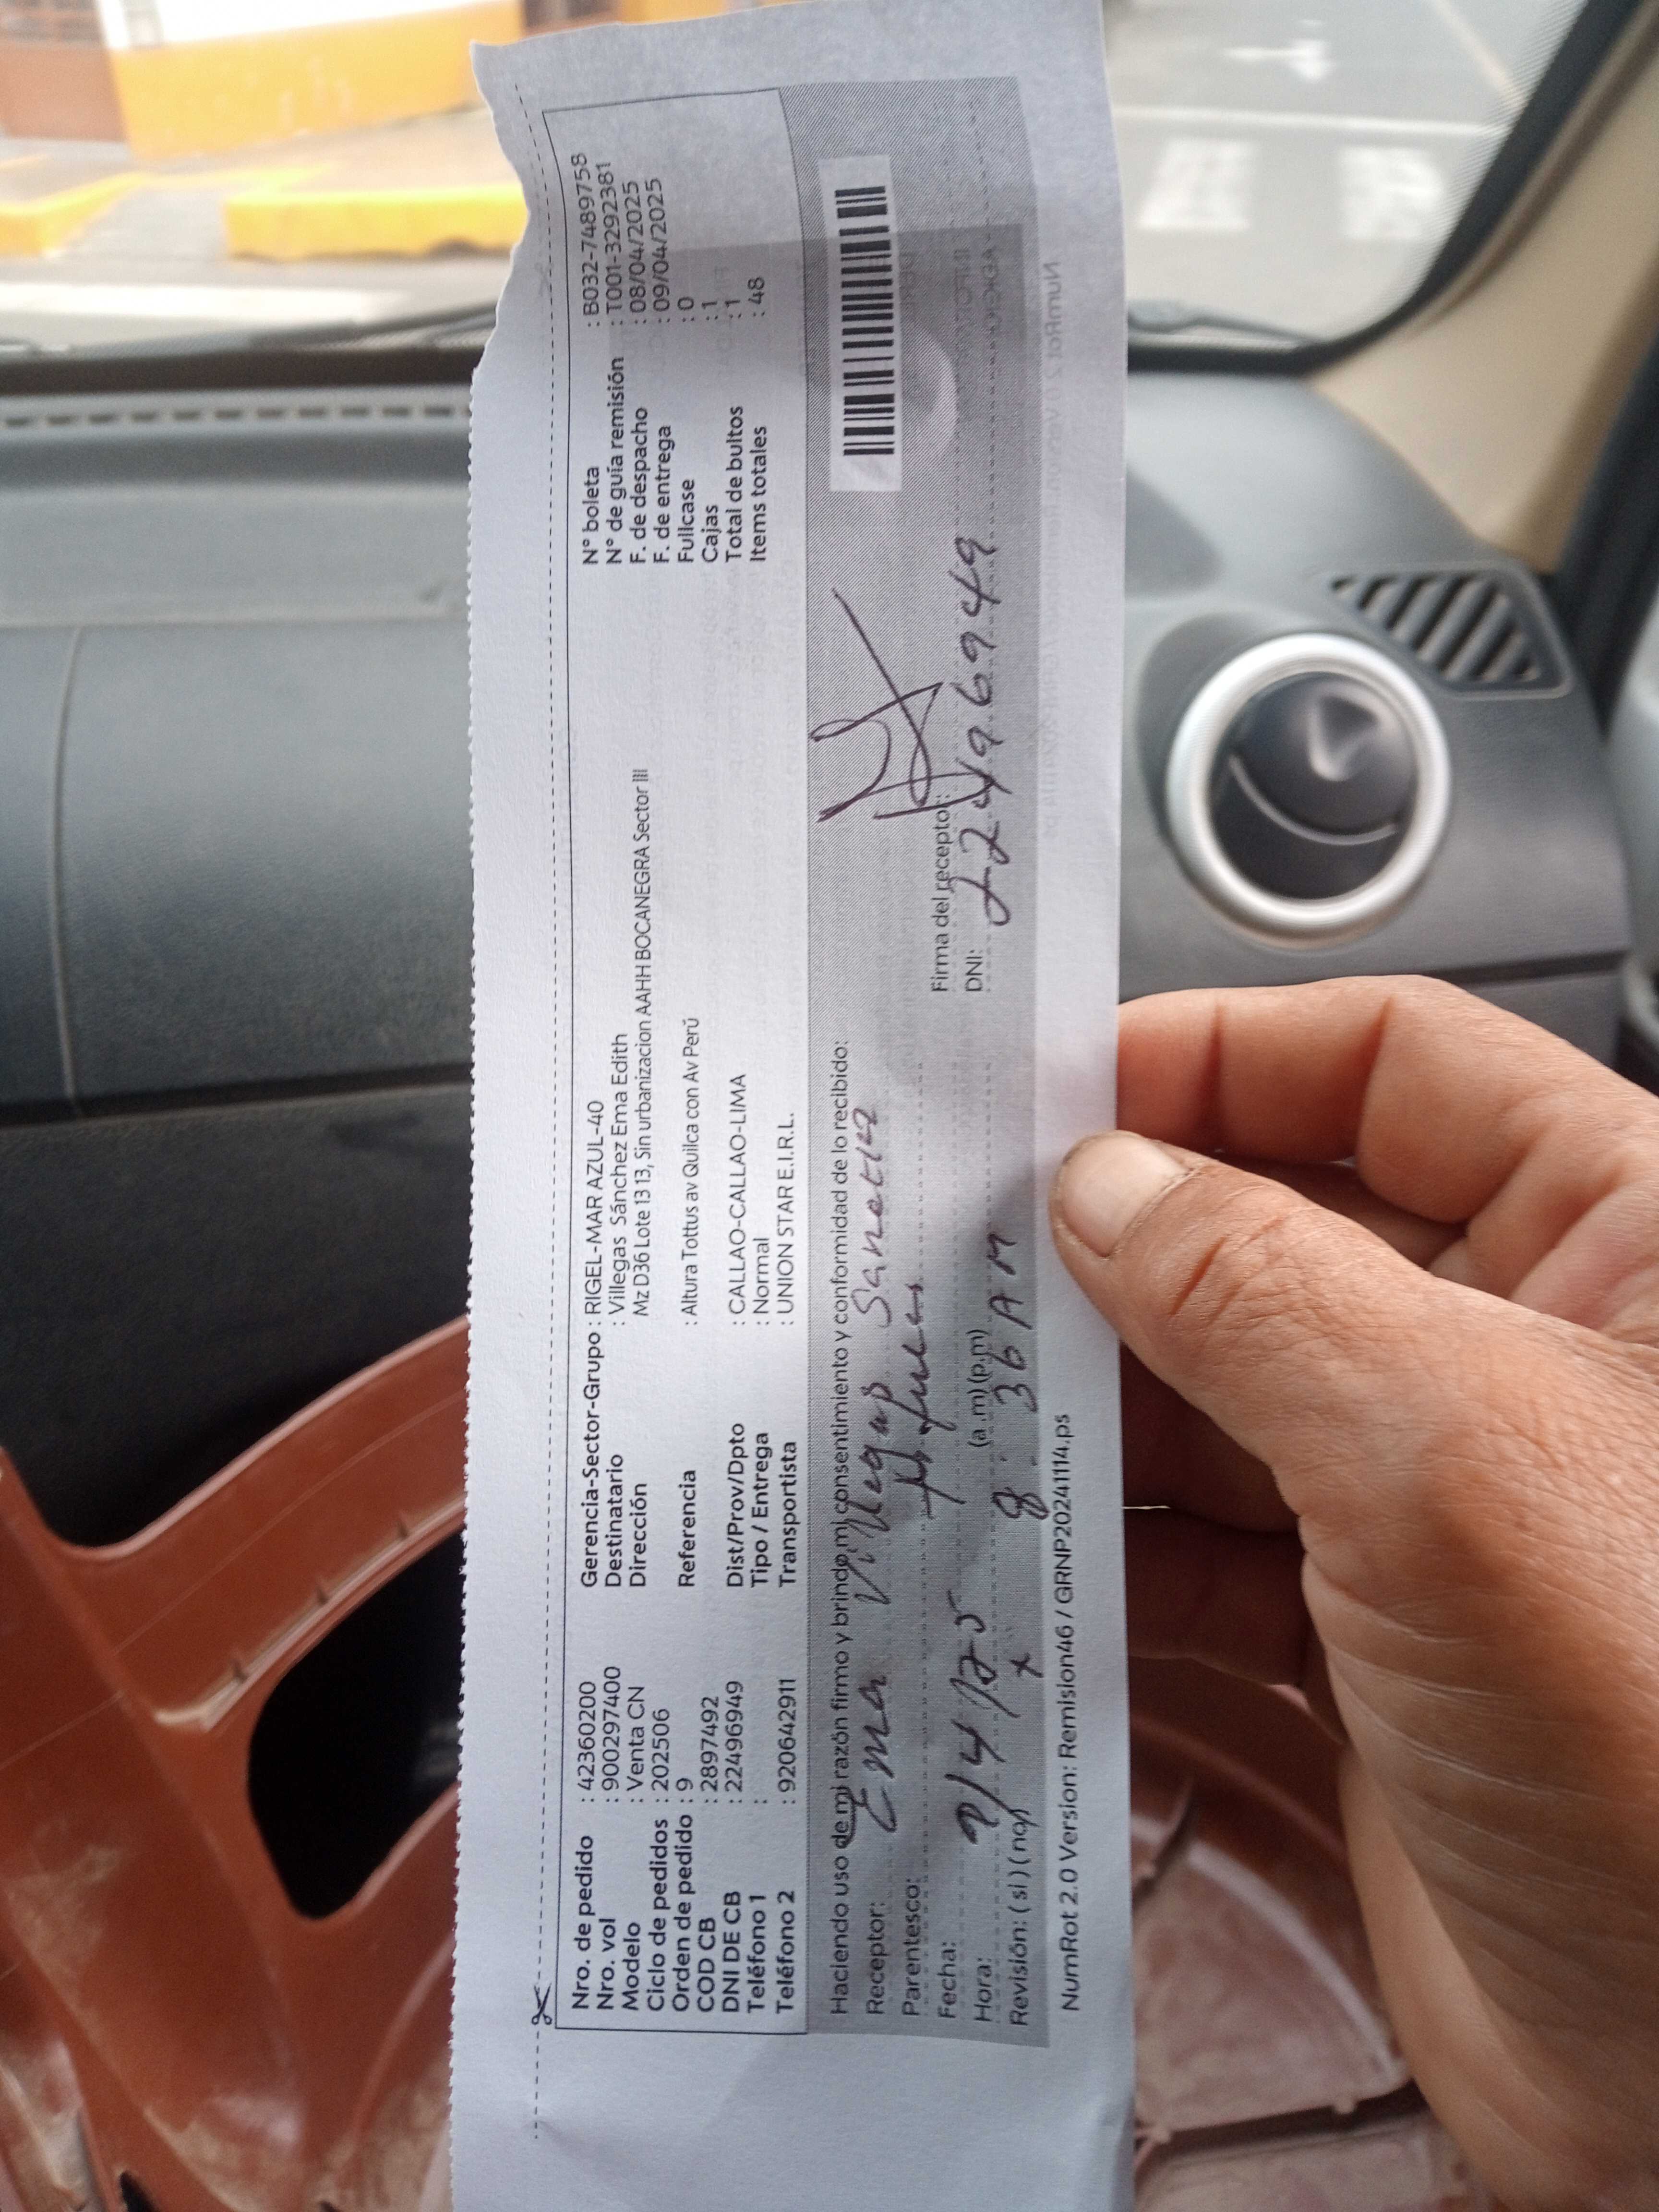 Nro. de pedido : 42360200
Nro. vol : 9002974​00
Modelo : Venta CN
Ciclo de pedidos : 202506
Orden de pedido : 9
COD CB : 2897492
DNI DE CB : 22496949
Teléfono 1 :
Teléfono 2 : 920642911
Gerencia-Sector-Grupo : RIGEL-MAR AZUL-40
Destinatario : Villegas Sánchez Ema Edith
Dirección Mz D36 Lote 13 13, Sin urbanizacion AAHH BOCANEGRA Sector III
Referencia : Altura Tottus av Quilca con Av Perú
Dist/Prov/Dpto : CALLAO-CALLAO-LIMA
Tipo / Entrega : Normal
Transportista : UNION STAR E.I.R.L.
N° boleta : B032-7489758
N° de guía remisión : T001-3292381
F. de despacho : 08/04/2025
F. de entrega : 09/04/2025
Fullcase : 0
Cajas : 1
Total de bultos : 1
Items totales : 48
Haciendo uso de mi razón firmo y brindo mi consentimiento y conformidad de lo recibido:
Receptor: Ema Villegas
Parentesco:
Fecha: 9/4/25
Hora: (a.m) (p.m) 8 36 AM
Revisión: (si) (no) x
Firma del receptor:
DNI: 22496949
NumRot 2.0 Version: Remision46 / GRNP20241114.ps